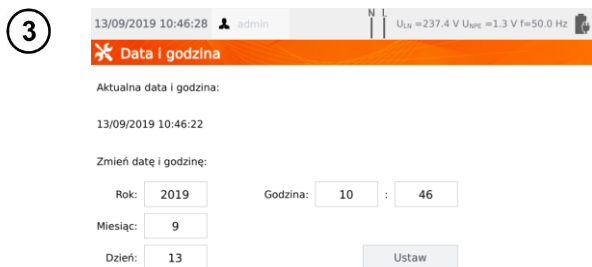 3
13/09/2019 10:46:28 admin N L U_LN =237.4 V U_NPE =1.3 V f=50.0 Hz
Data i godzina
Aktualna data i godzina:
13/09/2019 10:46:22
Zmień datę i godzinę:
Rok: 2019 Godzina: 10 : 46
Miesiąc: 9
Dzień: 13 Ustaw